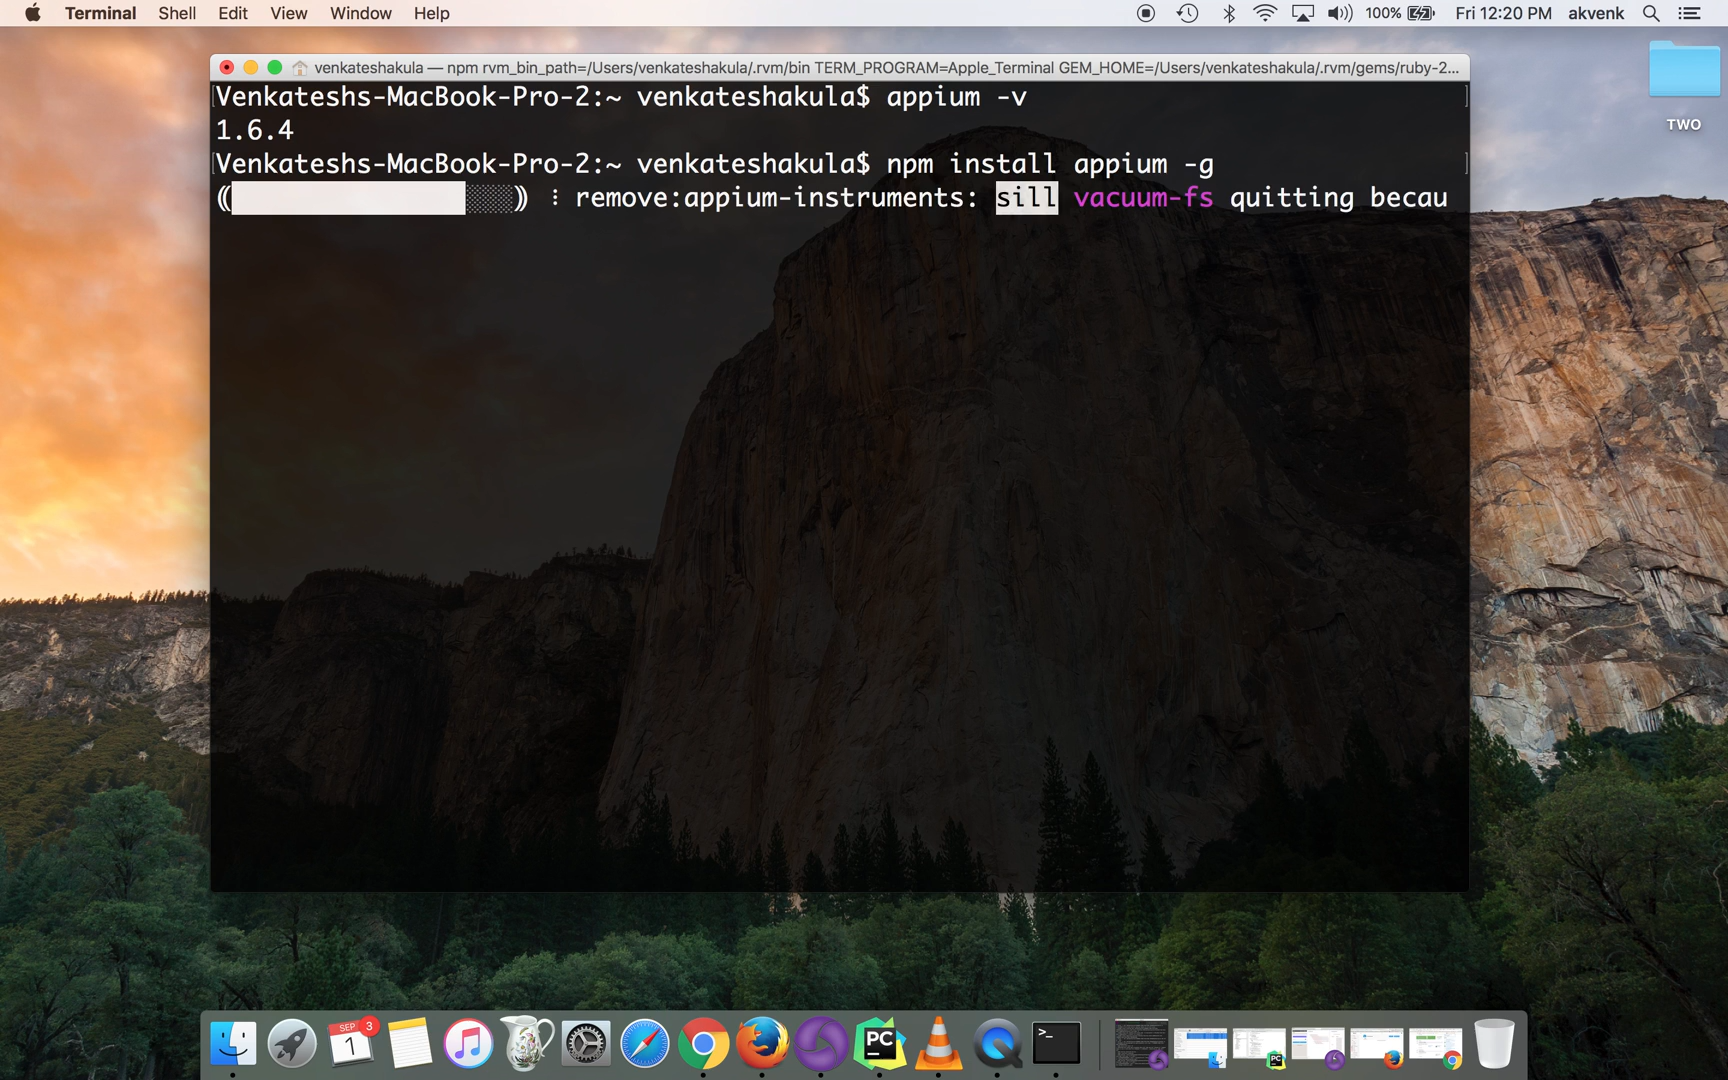 Terminal Shell Edit View Window Help 100% Fri 12:20 PM akvenk
venkateshakula — npm rvm_bin_path=/Users/venkateshakula/.rvm/bin TERM_PROGRAM=Apple_Terminal GEM_HOME=/Users/venkateshakula/.rvm/gems/ruby-2...
Venkateshs-MacBook-Pro-2:~ venkateshakula$ appium -v
1.6.4
Venkateshs-MacBook-Pro-2:~ venkateshakula$ npm install appium -g
⸨░░⸩ ⠸ remove:appium-instruments: sill vacuum-fs quitting becau
TWO
SEP 3
1
PC
>_
PC